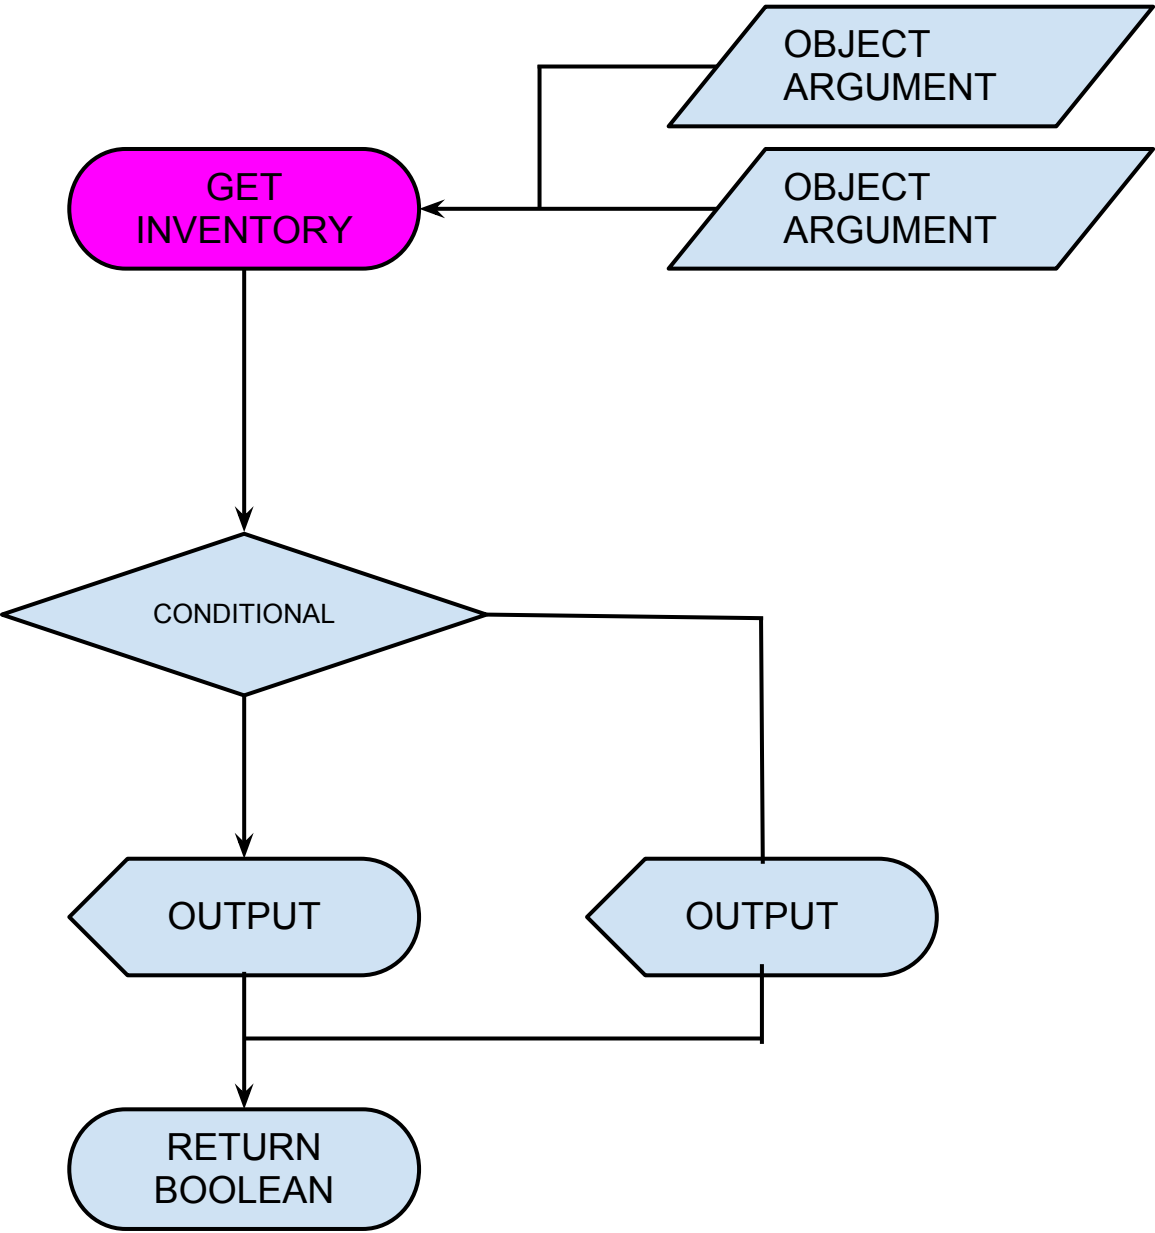 OBJECT
ARGUMENT
GET
INVENTORY
OBJECT
ARGUMENT
CONDITIONAL
OUTPUT
OUTPUT
RETURN
BOOLEAN